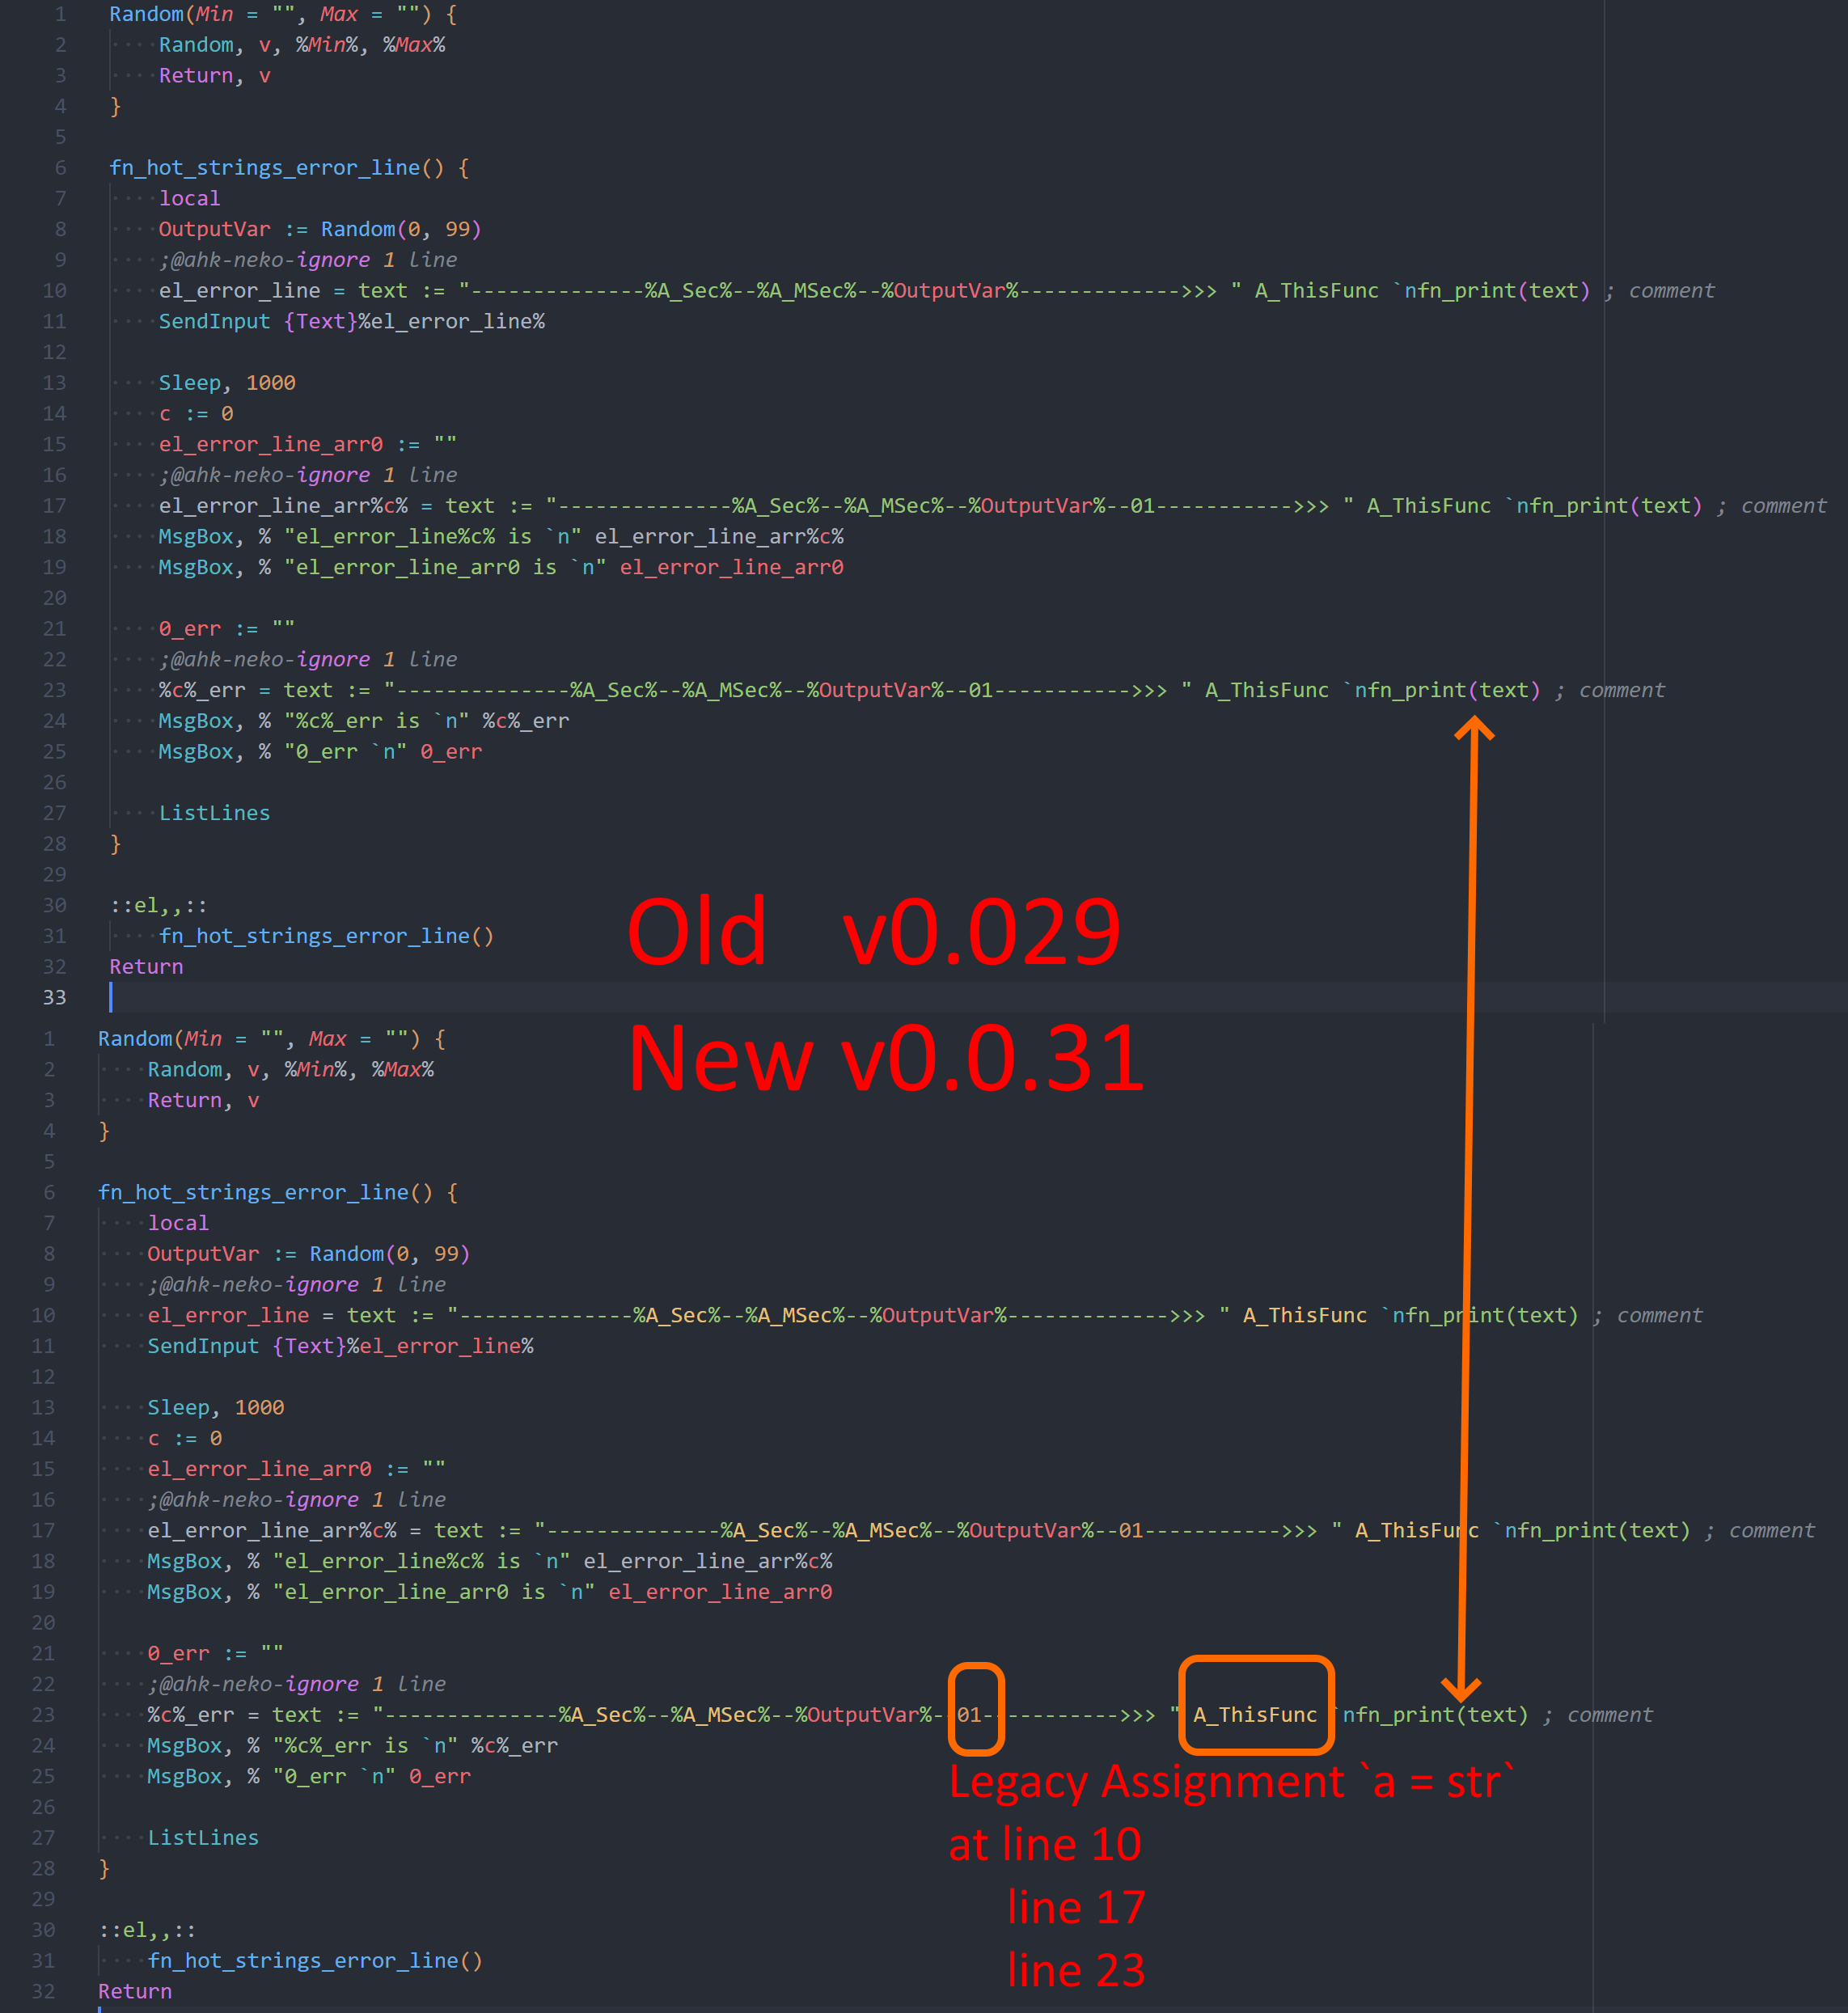 1 Random(Min = "", Max = "") {
2 ····Random, v, %Min%, %Max%
3 ····Return, v
4 }
5
6 fn_hot_strings_error_line() {
7 ····local
8 ····OutputVar := Random(0, 99)
9 ····;@ahk-neko-ignore 1 line
10 ····el_error_line = text := "--------------%A_Sec%--%A_MSec%--%OutputVar%------------->>> " A_ThisFunc `nfn_print(text) ; comment
11 ····SendInput {Text}%el_error_line%
12
13 ····Sleep, 1000
14 ····c := 0
15 ····el_error_line_arr0 := ""
16 ····;@ahk-neko-ignore 1 line
17 ····el_error_line_arr%c% = text := "--------------%A_Sec%--%A_MSec%--%OutputVar%--01----------->>> " A_ThisFunc `nfn_print(text) ; comment
18 ····MsgBox, % "el_error_line%c% is `n" el_error_line_arr%c%
19 ····MsgBox, % "el_error_line_arr0 is `n" el_error_line_arr0
20
21 ····0_err := ""
22 ····;@ahk-neko-ignore 1 line
23 ····%c%_err = text := "--------------%A_Sec%--%A_MSec%--%OutputVar%--01----------->>> " A_ThisFunc `nfn_print(text) ; comment
24 ····MsgBox, % "%c%_err is `n" %c%_err
25 ····MsgBox, % "0_err `n" 0_err
26
27 ····ListLines
28 }
29
30 ::el,,::
31 ····fn_hot_strings_error_line()
32 Return
33
Old v0.029
New v0.0.31
1 Random(Min = "", Max = "") {
2 ····Random, v, %Min%, %Max%
3 ····Return, v
4 }
5
6 fn_hot_strings_error_line() {
7 ····local
8 ····OutputVar := Random(0, 99)
9 ····;@ahk-neko-ignore 1 line
10 ····el_error_line = text := "--------------%A_Sec%--%A_MSec%--%OutputVar%------------->>> " A_ThisFunc `nfn_print(text) ; comment
11 ····SendInput {Text}%el_error_line%
12
13 ····Sleep, 1000
14 ····c := 0
15 ····el_error_line_arr0 := ""
16 ····;@ahk-neko-ignore 1 line
17 ····el_error_line_arr%c% = text := "--------------%A_Sec%--%A_MSec%--%OutputVar%--01----------->>> " A_ThisFunc `nfn_print(text) ; comment
18 ····MsgBox, % "el_error_line%c% is `n" el_error_line_arr%c%
19 ····MsgBox, % "el_error_line_arr0 is `n" el_error_line_arr0
20
21 ····0_err := ""
22 ····;@ahk-neko-ignore 1 line
23 ····%c%_err = text := "--------------%A_Sec%--%A_MSec%--%OutputVar%--01----------->>> " A_ThisFunc `nfn_print(text) ; comment
24 ····MsgBox, % "%c%_err is `n" %c%_err
25 ····MsgBox, % "0_err `n" 0_err
26
27 ····ListLines
28 }
29
30 ::el,,::
31 ····fn_hot_strings_error_line()
32 Return
Legacy Assignment `a = str`
at line 10
line 17
line 23